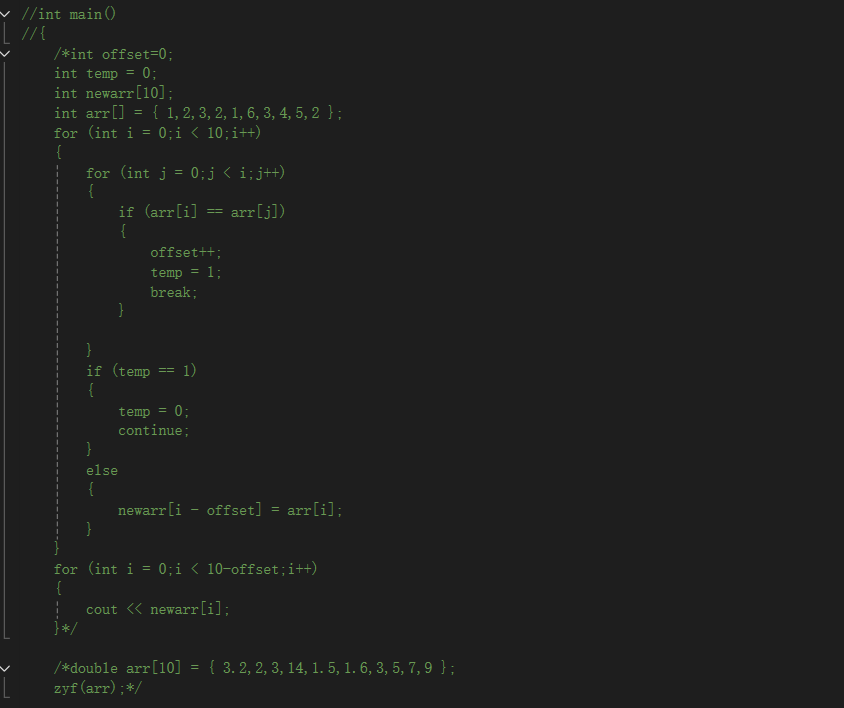 //int main()
//{
    /*int offset=0;
    int temp = 0;
    int newarr[10];
    int arr[] = { 1,2,3,2,1,6,3,4,5,2 };
    for (int i = 0;i < 10;i++)
    {
        for (int j = 0;j < i;j++)
        {
            if (arr[i] == arr[j])
            {
                offset++;
                temp = 1;
                break;
            }
        }
        if (temp == 1)
        {
            temp = 0;
            continue;
        }
        else
        {
            newarr[i - offset] = arr[i];
        }
    }
    for (int i = 0;i < 10-offset;i++)
    {
        cout << newarr[i];
    }*/
    /*double arr[10] = { 3.2,2,3,14,1.5,1.6,3,5,7,9 };
    zyf(arr);*/